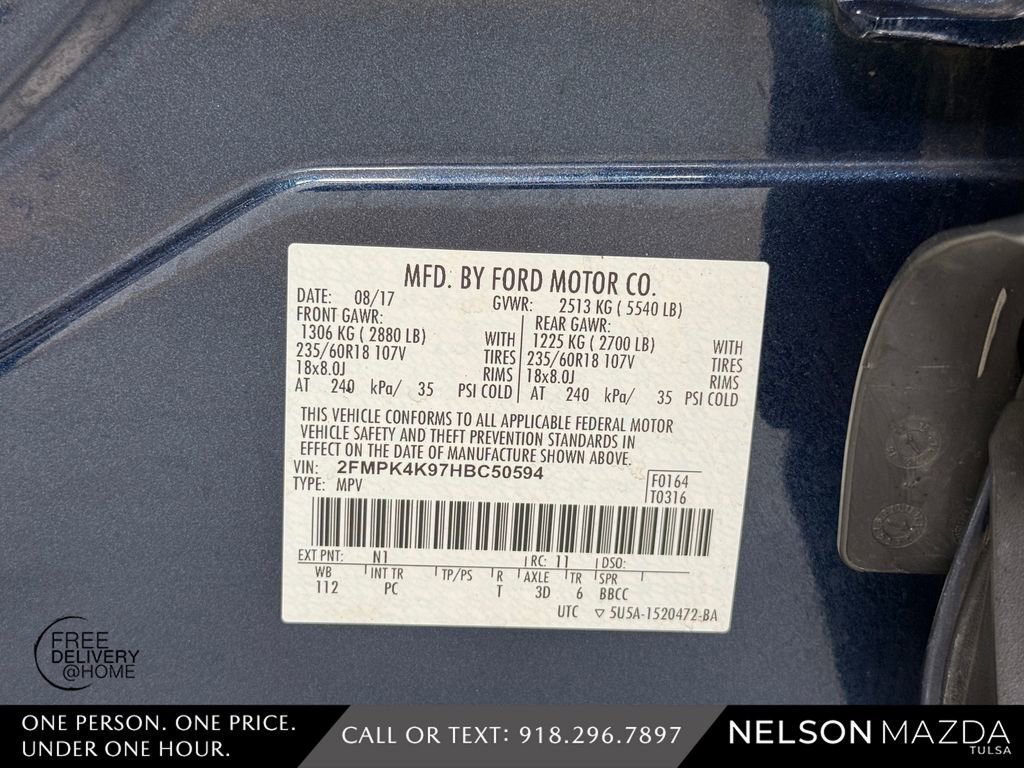 MFD. BY FORD MOTOR CO.
DATE: 08/17 GVWR: 2513 KG ( 5540 LB)
FRONT GAWR: REAR GAWR:
1306 KG ( 2880 LB) WITH 1225 KG ( 2700 LB) WITH
235/60R18 107V TIRES 235/60R18 107V TIRES
18x8.0J RIMS 18x8.0J RIMS
AT 240 kPa/ 35 PSI COLD AT 240 kPa/ 35 PSI COLD
THIS VEHICLE CONFORMS TO ALL APPLICABLE FEDERAL MOTOR
VEHICLE SAFETY AND THEFT PREVENTION STANDARDS IN
EFFECT ON THE DATE OF MANUFACTURE SHOWN ABOVE.
VIN: 2FMPK4K97HBC50594
TYPE: MPV
F0164
T0316
EXT PNT: N1 RC: 11 DSO:
WB INT TR TP/PS R AXLE TR SPR
112 PC T 3D 6 BBCC
UTC ▽ 5U5A-1520472-BA
FREE
DELIVERY
@HOME
ONE PERSON. ONE PRICE.
UNDER ONE HOUR.
CALL OR TEXT: 918.296.7897
NELSON MAZDA
TULSA